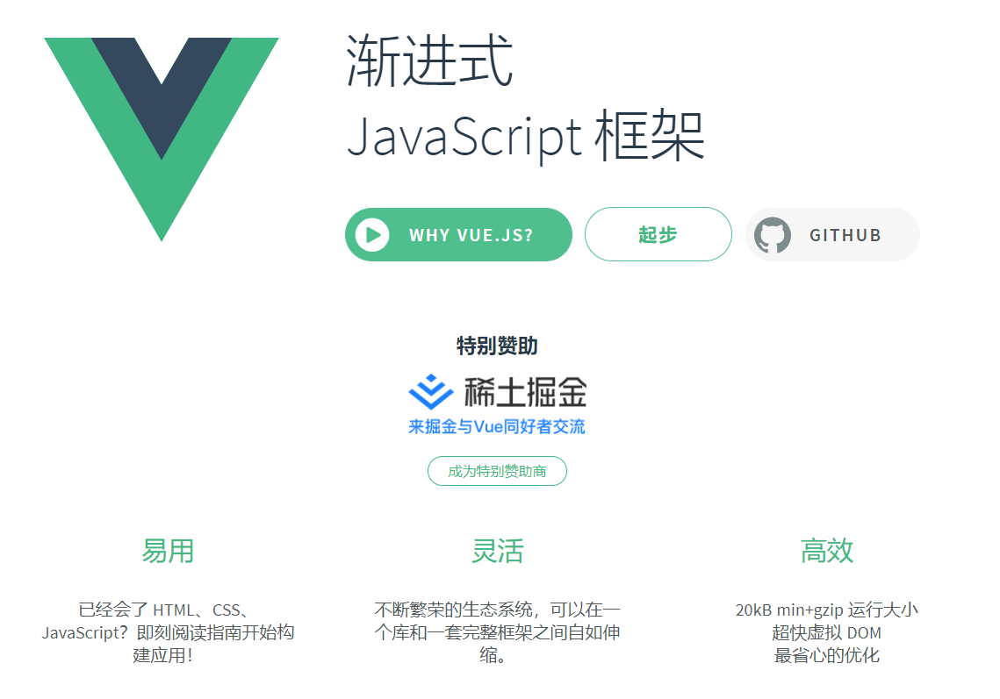 渐进式
JavaScript 框架
WHY VUE.JS?
起步
GITHUB
特别赞助
稀土掘金
来掘金与Vue同好者交流
成为特别赞助商
易用
已经会了 HTML、CSS、
JavaScript？即刻阅读指南开始构
建应用！
灵活
不断繁荣的生态系统，可以在一
个库和一套完整框架之间自如伸
缩。
高效
20kB min+gzip 运行大小
超快虚拟 DOM
最省心的优化